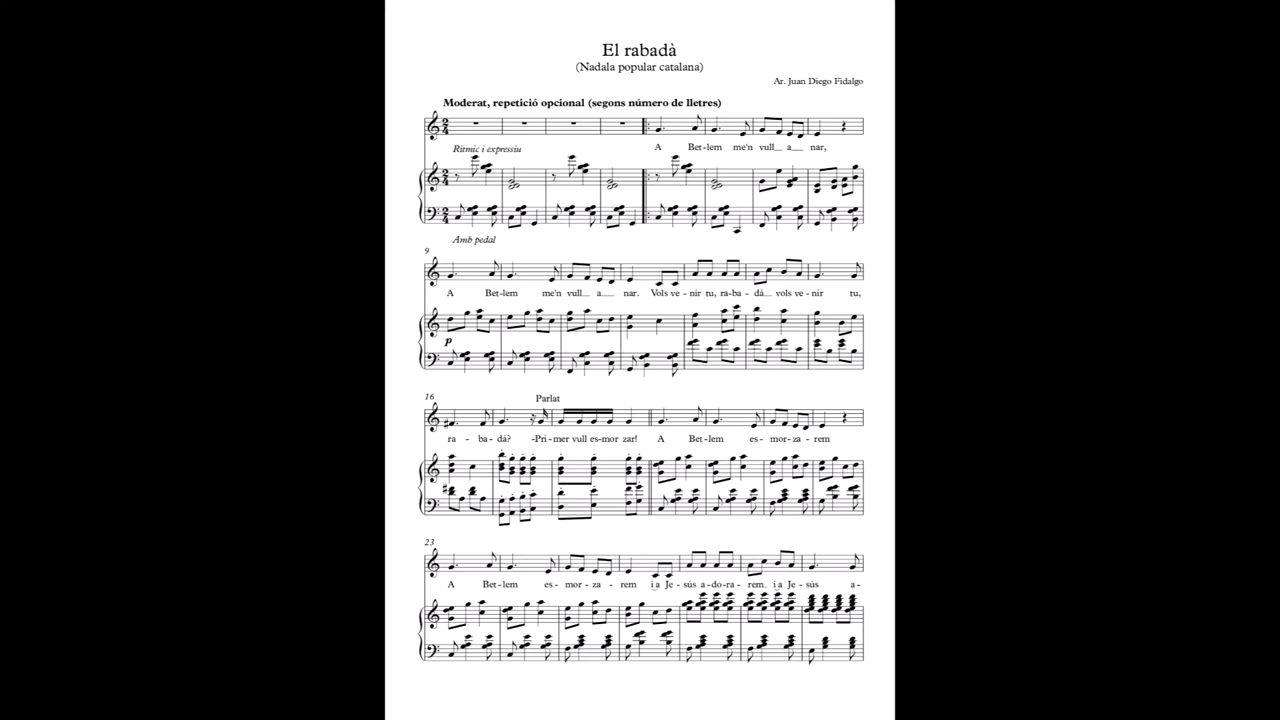 El rabadà
(Nadala popular catalana)
Ar. Juan Diego Fidalgo
Moderat, repetició opcional (segons número de lletres)
A Bet-lem me'n vull a nar,
Rítmic i expressiu
Amb pedal
9
A Bet-lem me'n vull a - nar. Vols ve - nir tu, ra-ba - dà vols ve - nir tu,
p
16
Parlat
ra - ba - dà? -Pri-mer vull es-mor zar! A Bet-lem es-mor-za-rem
23
A Bet-lem es-mor-za-rem i a Je-sús a-do-ra-rem. i a Je-sús a-